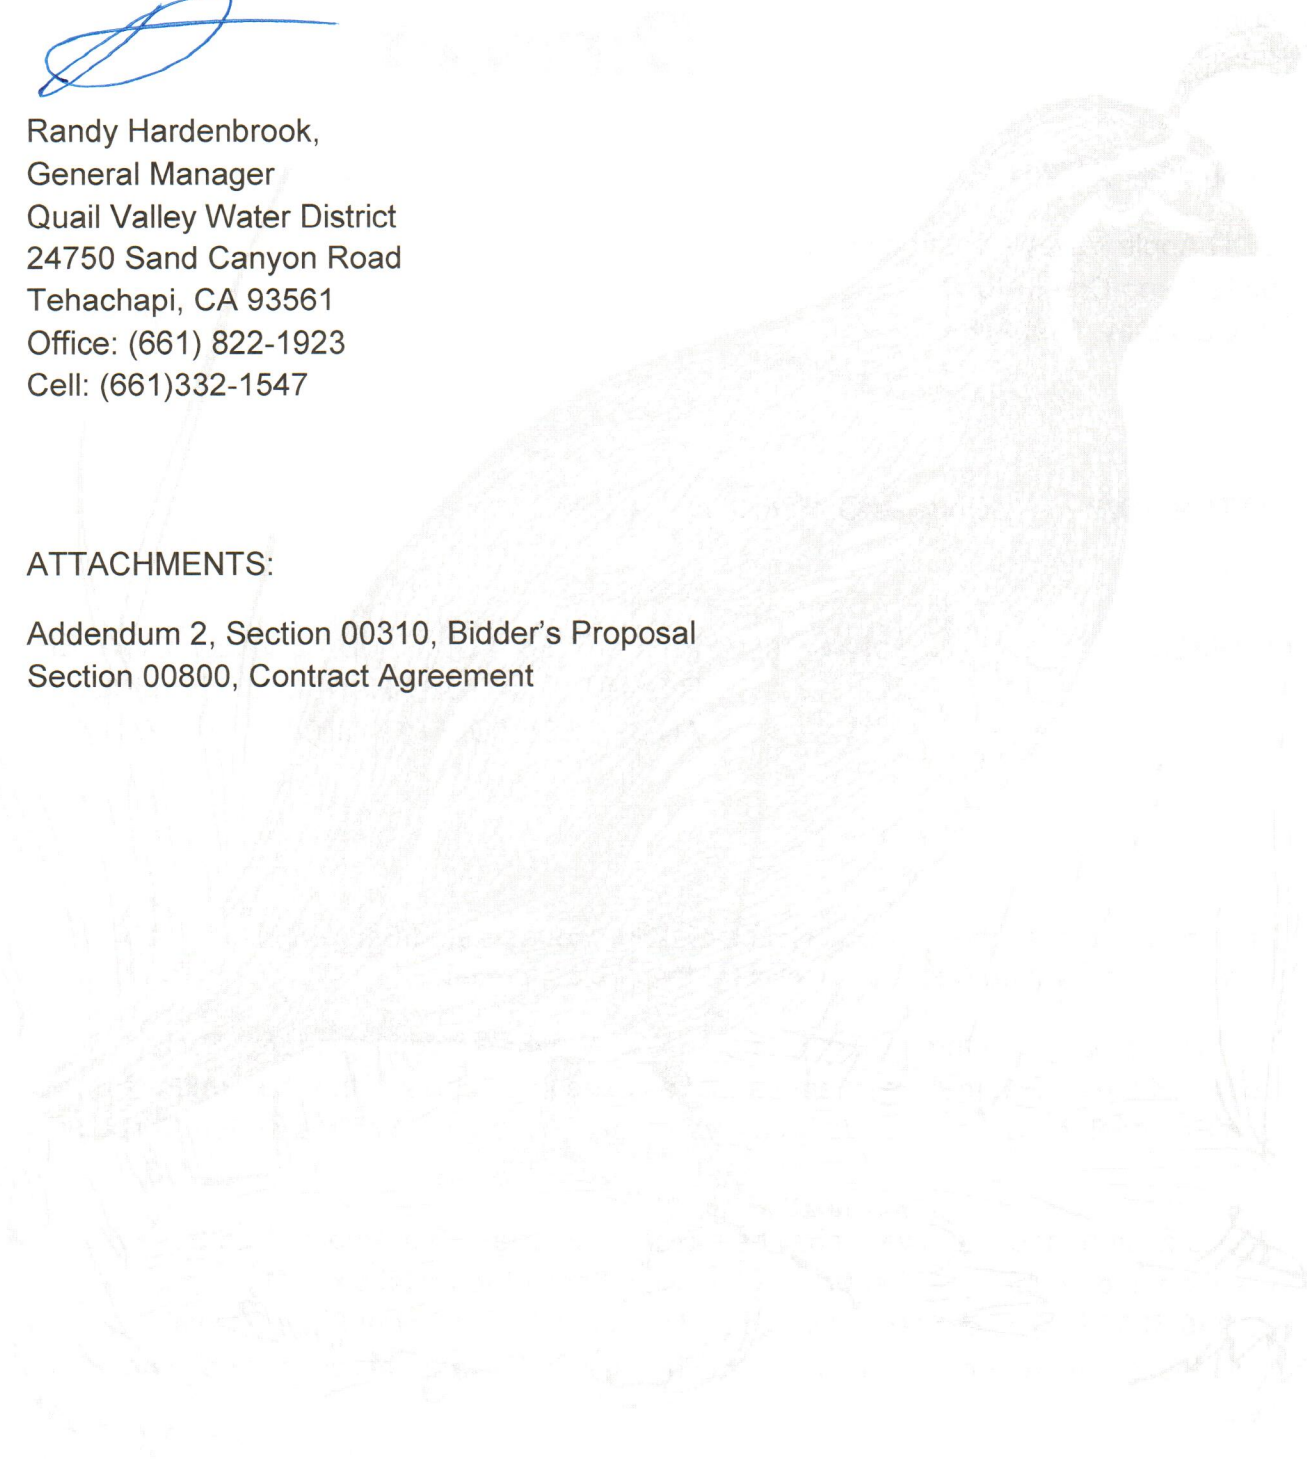 Randy Hardenbrook,
General Manager
Quail Valley Water District
24750 Sand Canyon Road
Tehachapi, CA 93561
Office: (661) 822-1923
Cell: (661)332-1547
ATTACHMENTS:
Addendum 2, Section 00310, Bidder's Proposal
Section 00800, Contract Agreement